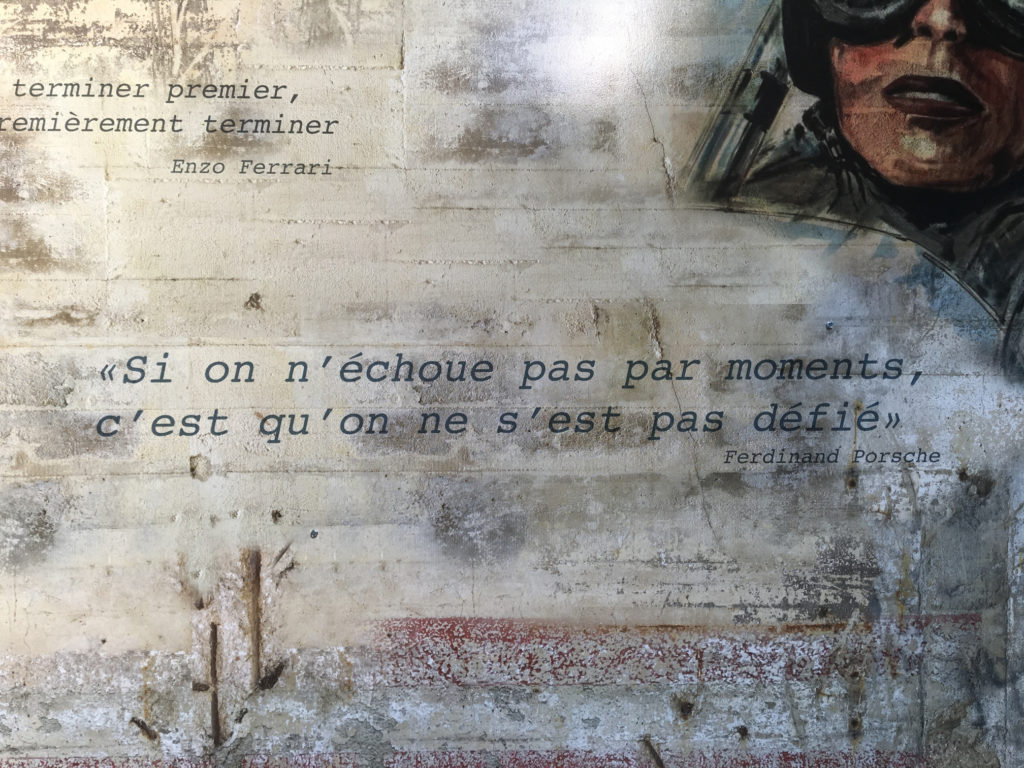 terminer premier,
remièrement terminer
Enzo Ferrari
«Si on n’échoue pas par moments,
c’est qu’on ne s’est pas défié»
Ferdinand Porsche